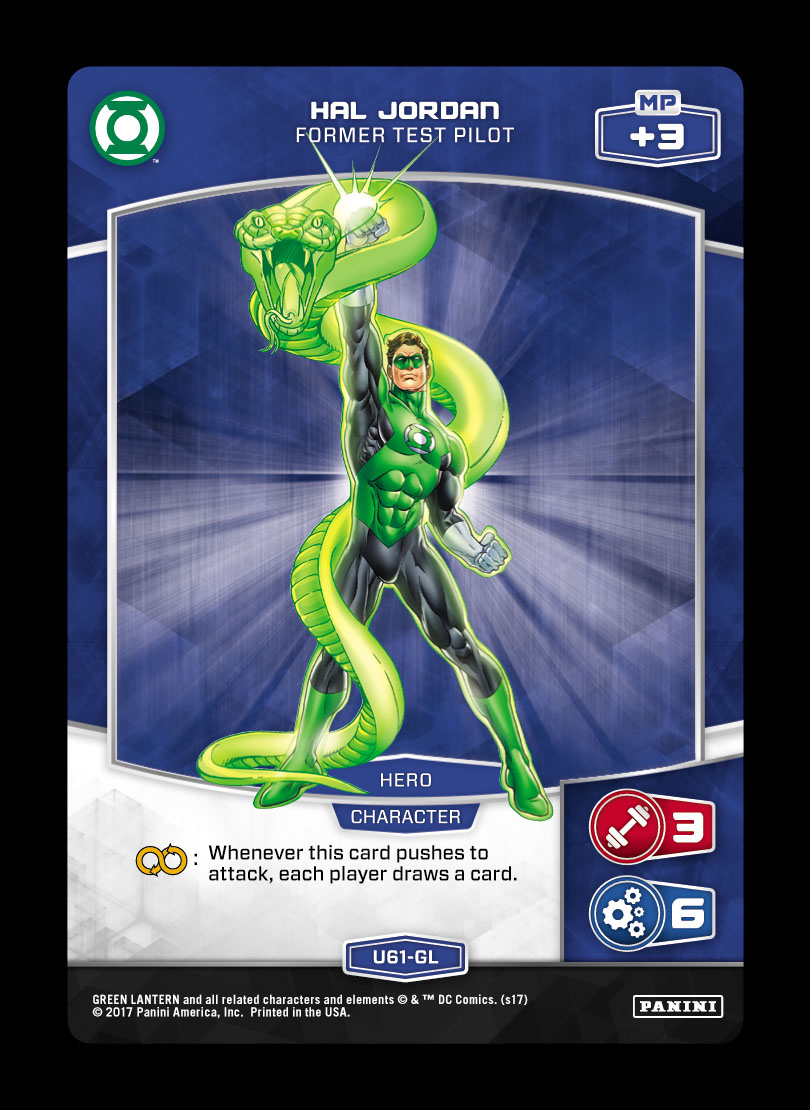 HAL JORDAN
FORMER TEST PILOT
MP
+3
™
HERO
CHARACTER
: Whenever this card pushes to
attack, each player draws a card.
3
6
U61-GL
GREEN LANTERN and all related characters and elements © & ™ DC Comics. (s17)
© 2017 Panini America, Inc. Printed in the USA.
PANINI